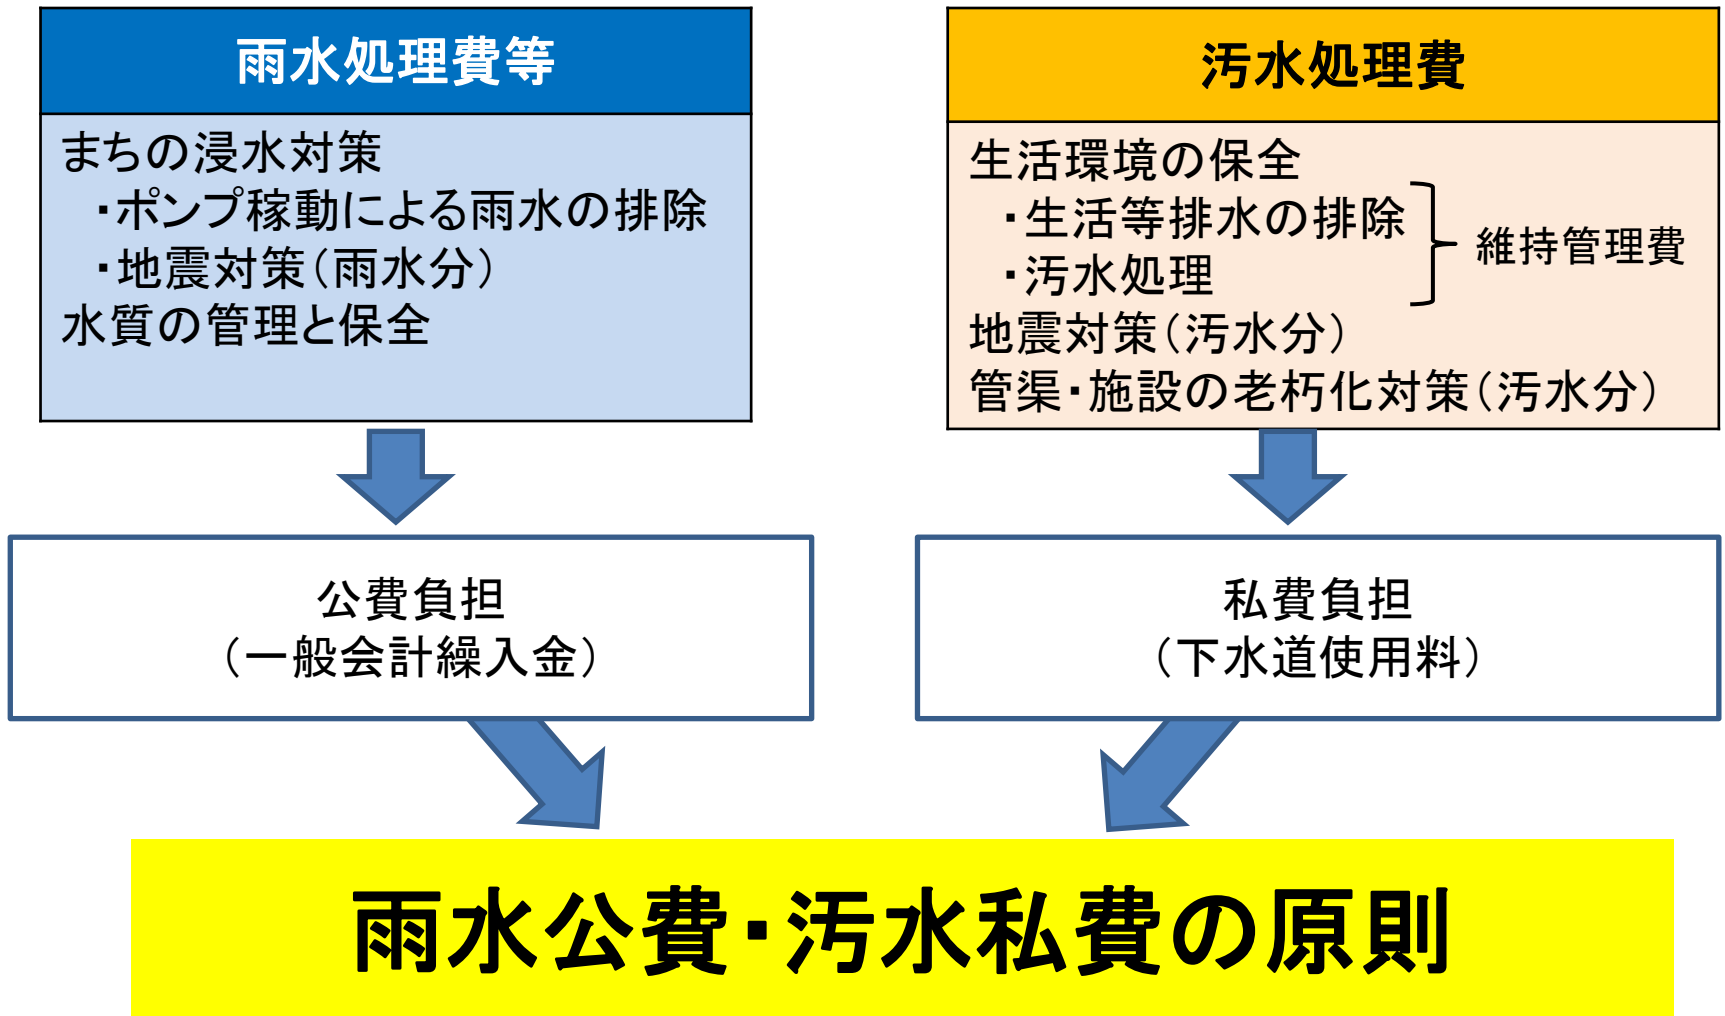 雨水処理費等
まちの浸水対策
・ポンプ稼動による雨水の排除
・地震対策（雨水分）
水質の管理と保全
汚水処理費
生活環境の保全
・生活等排水の排除
・汚水処理
維持管理費
地震対策（汚水分）
管渠・施設の老朽化対策（汚水分）
公費負担
（一般会計繰入金）
私費負担
（下水道使用料）
雨水公費・汚水私費の原則